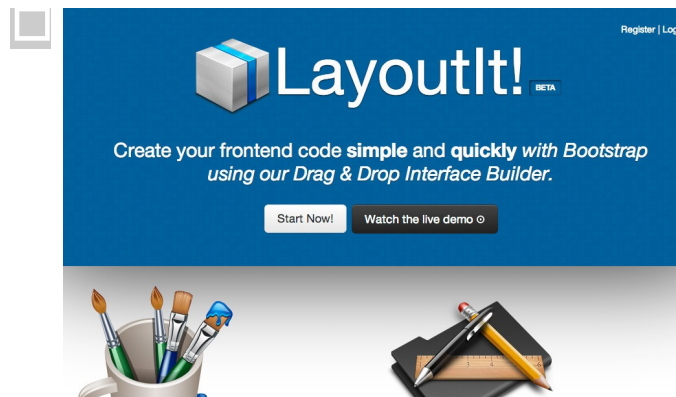 Register | Log
LayoutIt! BETA
Create your frontend code simple and quickly with Bootstrap
using our Drag & Drop Interface Builder.
Start Now! Watch the live demo